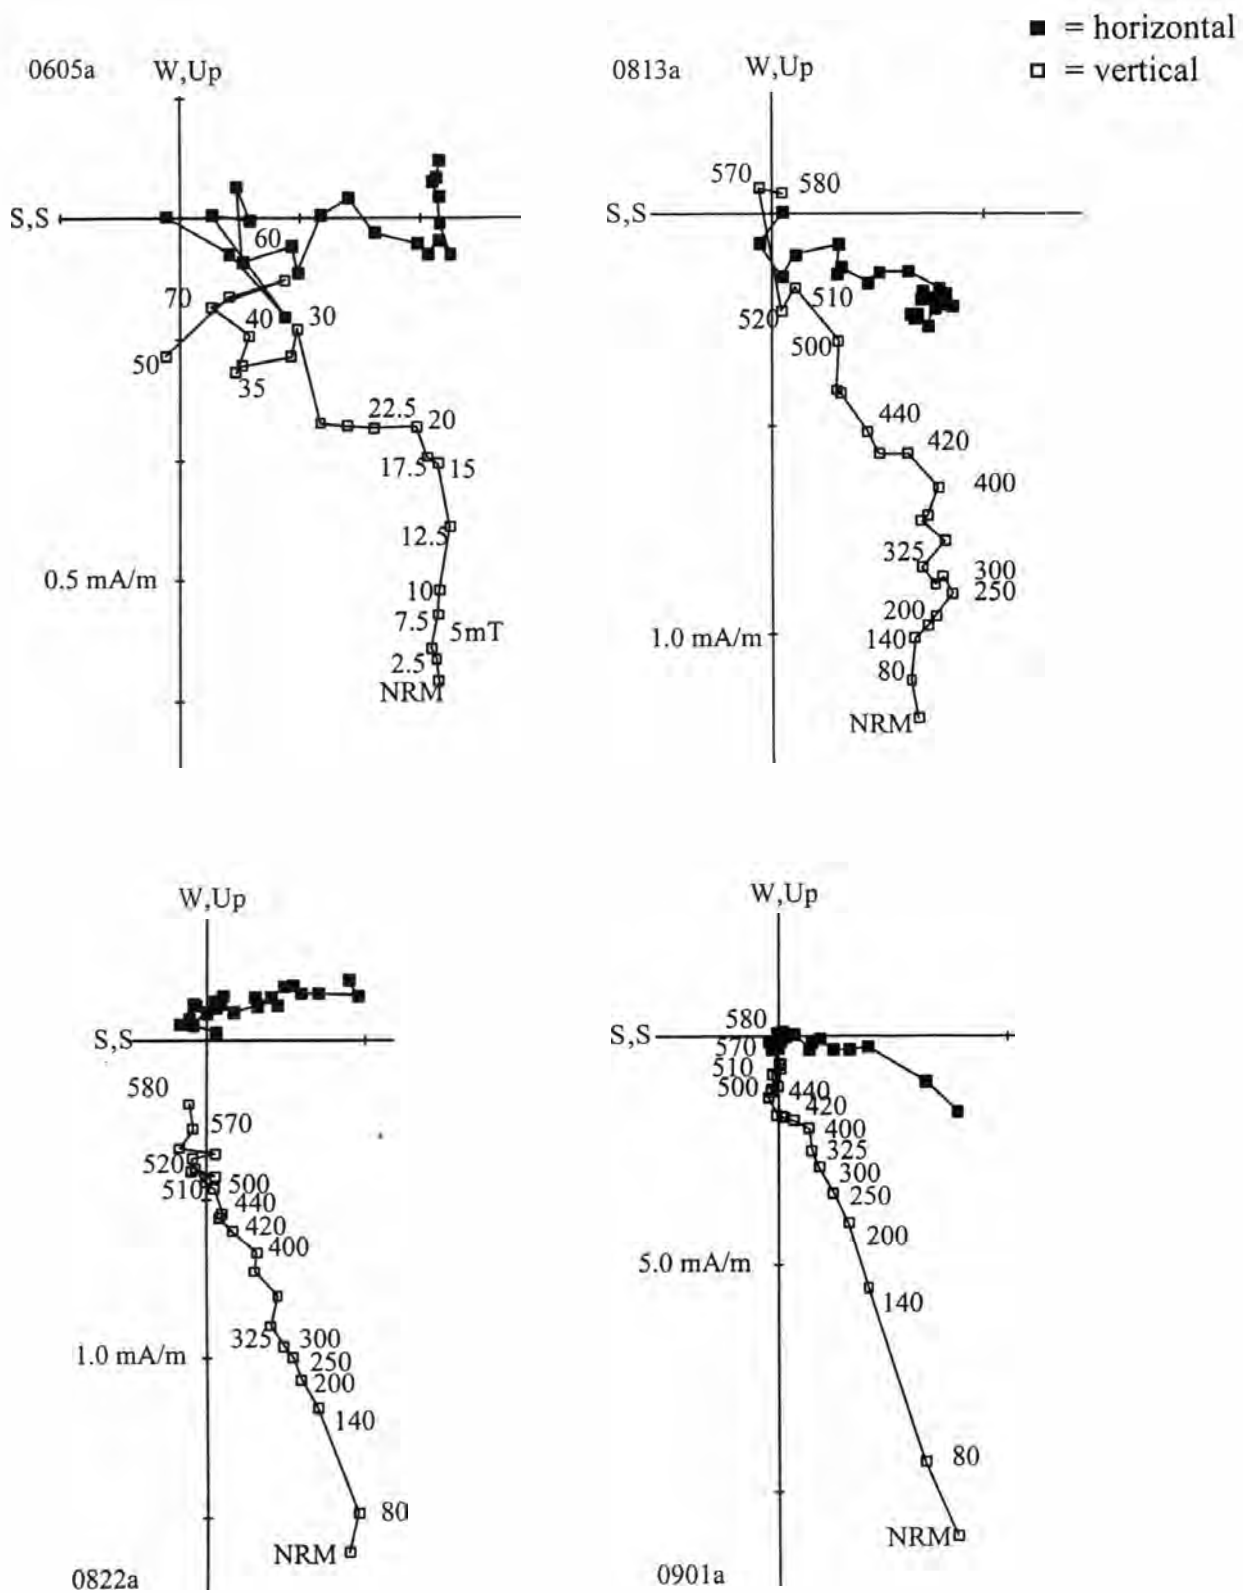 ■ = horizontal
□ = vertical
0605a
W,Up
S,S
60
70
40
30
50
35
22.5
20
17.5
15
12.5
0.5 mA/m
10
7.5
5mT
2.5
NRM
0813a
W,Up
570
580
S,S
510
520
500
440
420
400
325
300
250
200
1.0 mA/m
140
80
NRM
W,Up
S,S
580
570
520
500
510
440
420
400
325
300
1.0 mA/m
250
200
140
80
NRM
0822a
W,Up
580
S,S
570
510
500
440
420
400
325
300
250
200
5.0 mA/m
140
80
NRM
0901a